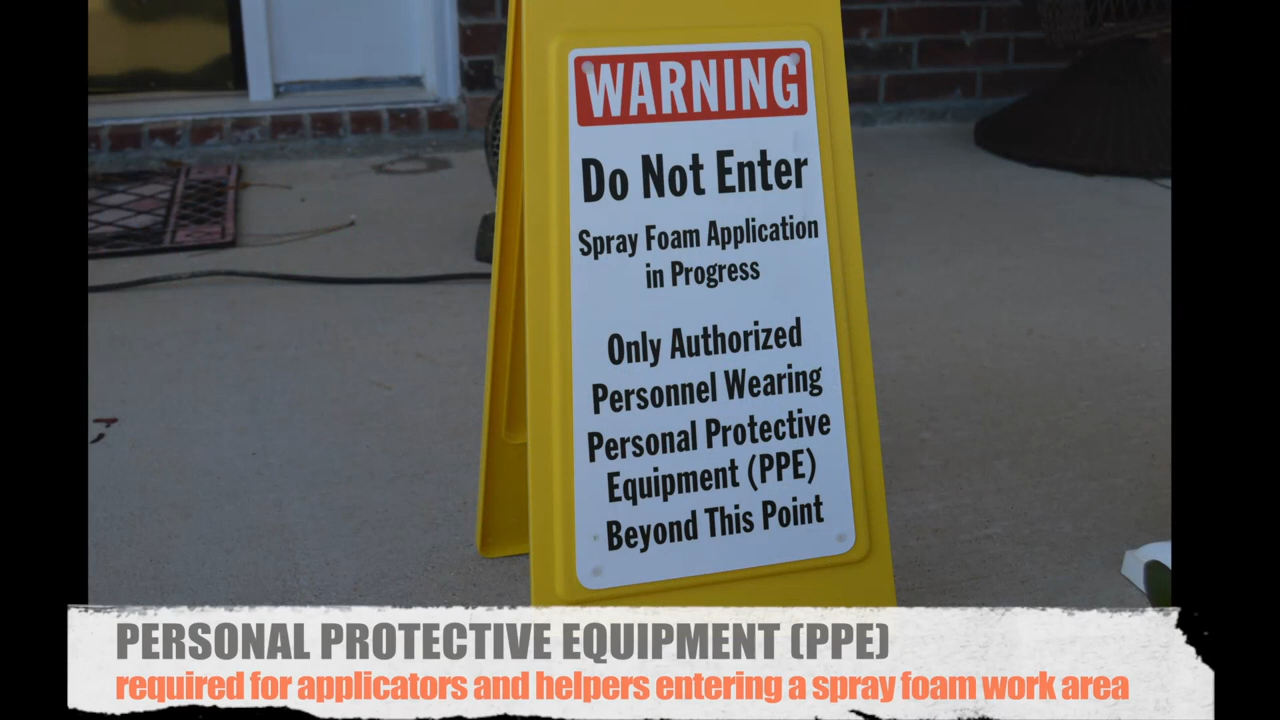 WARNING
Do Not Enter
Spray Foam Application
in Progress
Only Authorized
Personnel Wearing
Personal Protective
Equipment (PPE)
Beyond This Point
PERSONAL PROTECTIVE EQUIPMENT (PPE)
required for applicators and helpers entering a spray foam work area